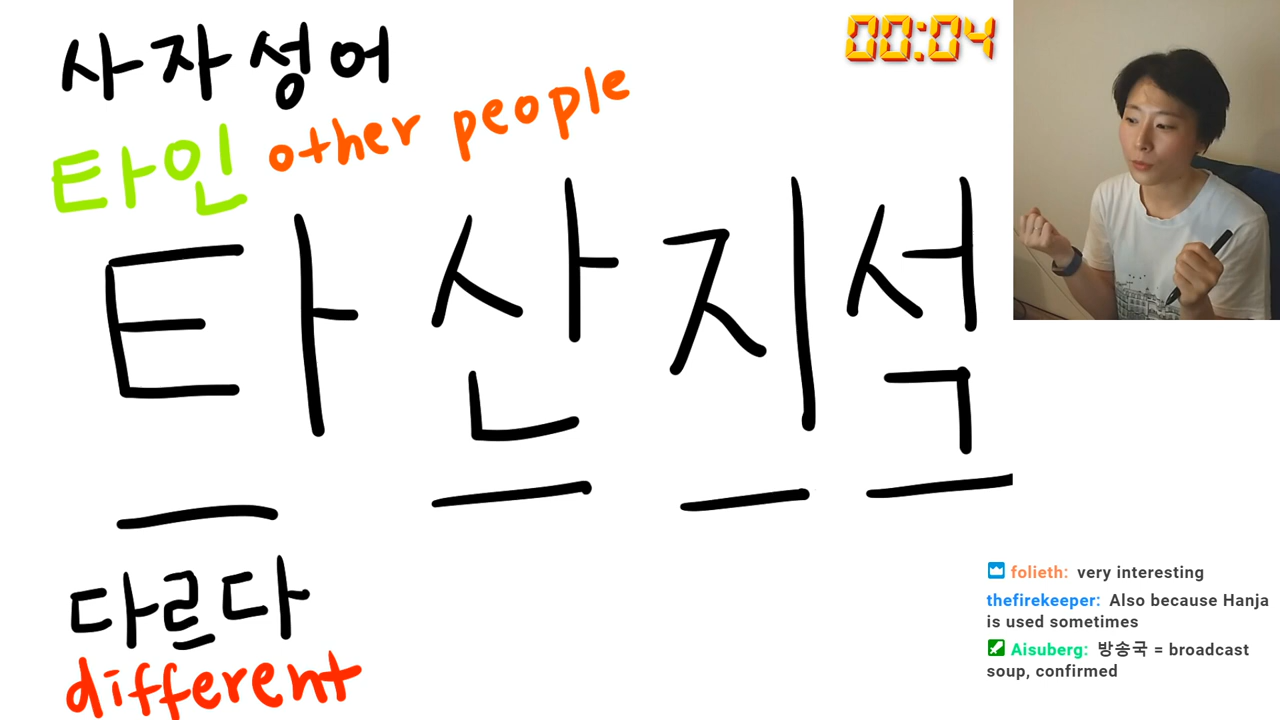 사자성어
타인 other people
타 산 지 석
다르다
different
00:04
folieth: very interesting
thefirekeeper: Also because Hanja
is used sometimes
Aisuberg: 방송국 = broadcast
soup, confirmed